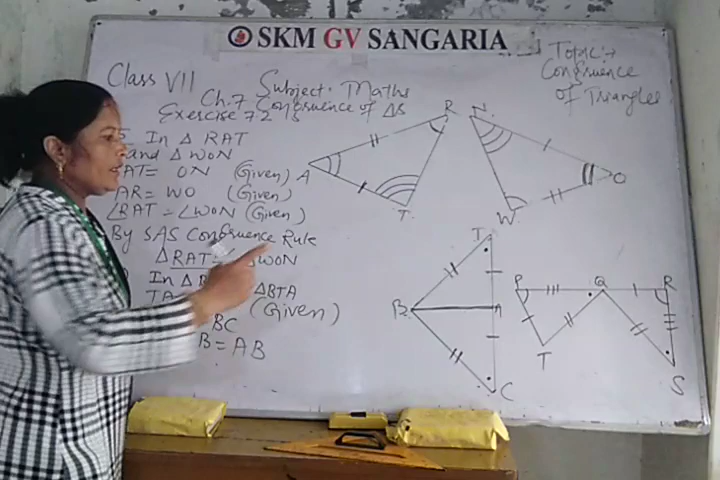 SKM GV SANGARIA
Topic:→
Congruence
of Triangles
Class VII
Subject. Maths
Ch.7 Congruence of Δs
Exercise 7.2
In Δ RAT
and Δ WON
AT = ON (Given)
AR = WO (Given)
∠RAT = ∠WON (Given)
By SAS Congruence Rule
ΔRAT WON
In Δ ΔBTA
(Given)
BC
B = AB
R
A
T
N
O
W
T
B
A
C
P
Q
R
T
S